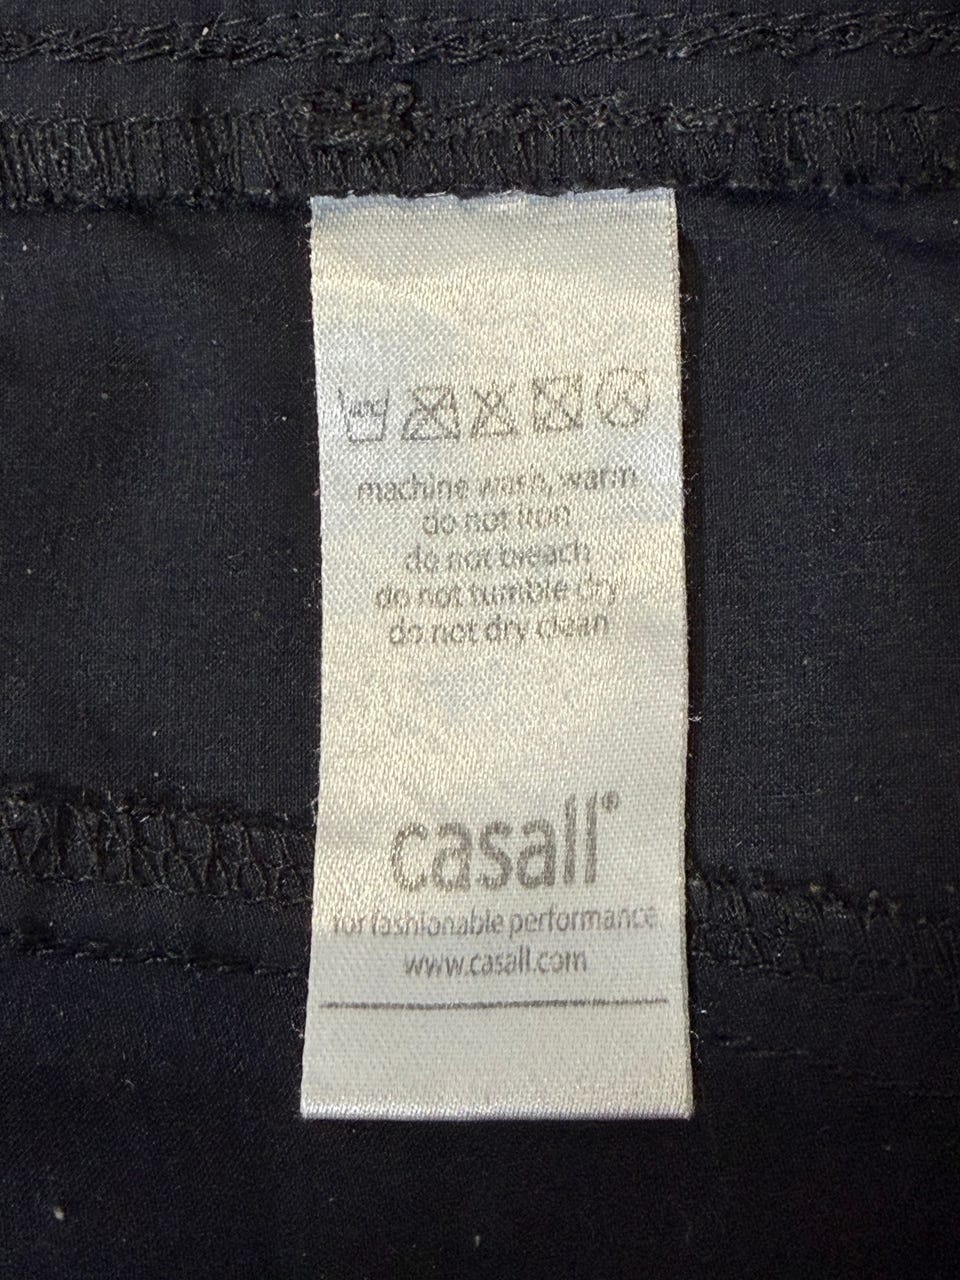 machine wash, warm
do not iron
do not bleach
do not tumble dry
do not dry clean
casall®
for fashionable performance
www.casall.com